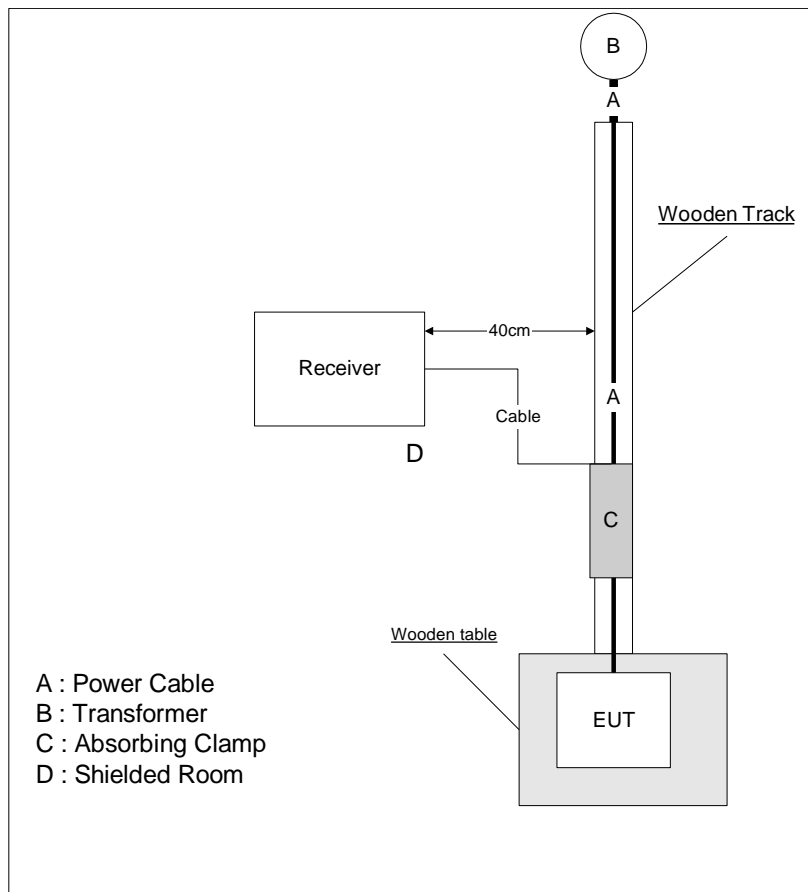 B
A
Wooden Track
40cm
Receiver
A
Cable
D
C
Wooden table
A : Power Cable
B : Transformer
C : Absorbing Clamp
D : Shielded Room
EUT